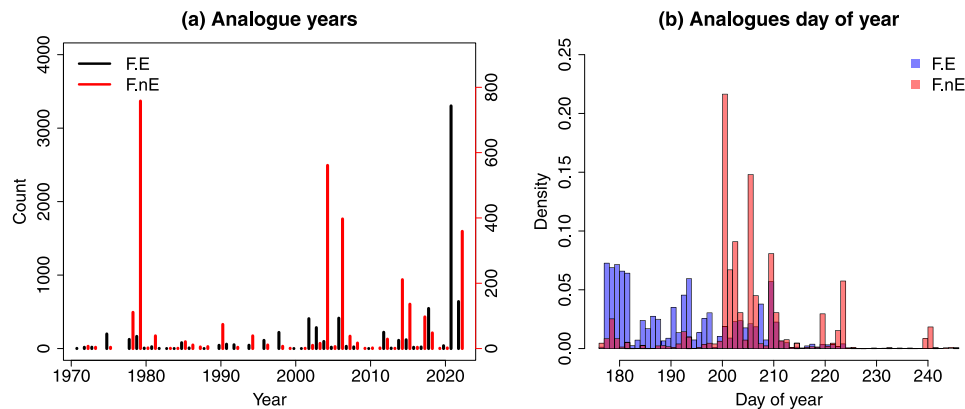 (a) Analogue years
F.E
F.nE
4000
3000
2000
1000
0
Count
800
600
400
200
0
1970 1980 1990 2000 2010 2020
Year
(b) Analogues day of year
F.E
F.nE
0.25
0.20
0.15
0.10
0.05
0.00
Density
180 190 200 210 220 230 240
Day of year